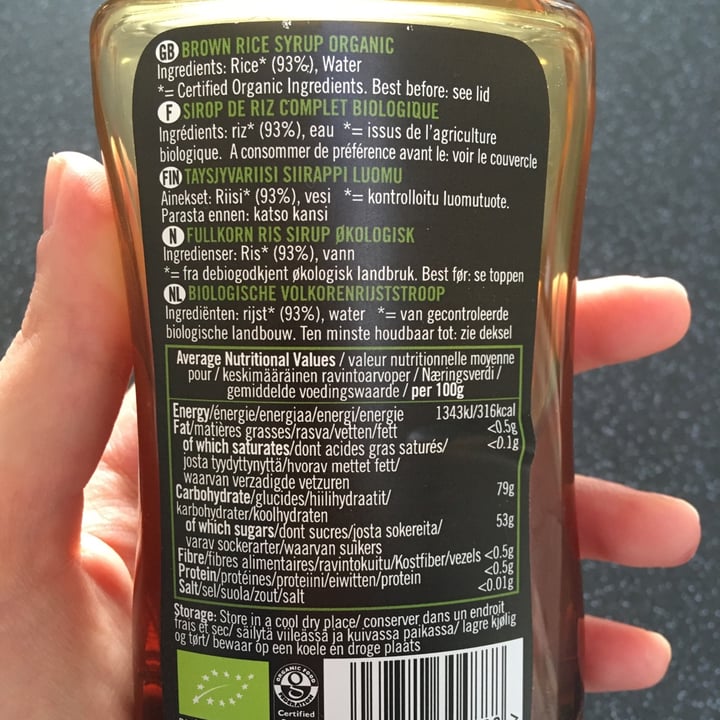 GB BROWN RICE SYRUP ORGANIC
Ingredients: Rice* (93%), Water
*= Certified Organic Ingredients. Best before: see lid
F SIROP DE RIZ COMPLET BIOLOGIQUE
Ingrédients: riz* (93%), eau *= issus de l'agriculture
biologique. A consommer de préférence avant le: voir le couvercle
FIN TAYSJYVARIISI SIIRAPPI LUOMU
Ainekset: Riisi* (93%), vesi *= kontrolloitu luomutuote.
Parasta ennen: katso kansi
N FULLKORN RIS SIRUP ØKOLOGISK
Ingredienser: Ris* (93%), vann
*= fra debiogodkjent økologisk landbruk. Best før: se toppen
NL BIOLOGISCHE VOLKORENRIJSTSTROOP
Ingrediënten: rijst* (93%), water *= van gecontroleerde
biologische landbouw. Ten minste houdbaar tot: zie deksel
Average Nutritional Values / valeur nutritionnelle moyenne
pour / keskimääräinen ravintoarvoper / Næringsverdi /
gemiddelde voedingswaarde / per 100g
Energy/énergie/energiaa/energi/energie 1343kJ/316kcal
Fat/matières grasses/rasva/vetten/fett <0.5g
of which saturates/dont acides gras saturés/ <0.1g
josta tyydyttynyttä/hvorav mettet fett/
waarvan verzadigde vetzuren
Carbohydrate/glucides/hiilihydraatit/ 79g
karbohydrater/koolhydraten
of which sugars/dont sucres/josta sokereita/ 53g
varav sockerarter/waarvan suikers
Fibre/fibres alimentaires/ravintokuitu/Kostfiber/vezels <0.5g
Protein/protéines/proteiini/eiwitten/protein <0.5g
Salt/sel/suola/zout/salt <0.01g
Storage: Store in a cool dry place/ conserver dans un endroit
frais et sec/ säilytä viileässä ja kuivassa paikassa/ lagre kjølig
og tørt/ bewaar op een koele en droge plaats
ORGANIC FOOD
FEDERATION
Certified